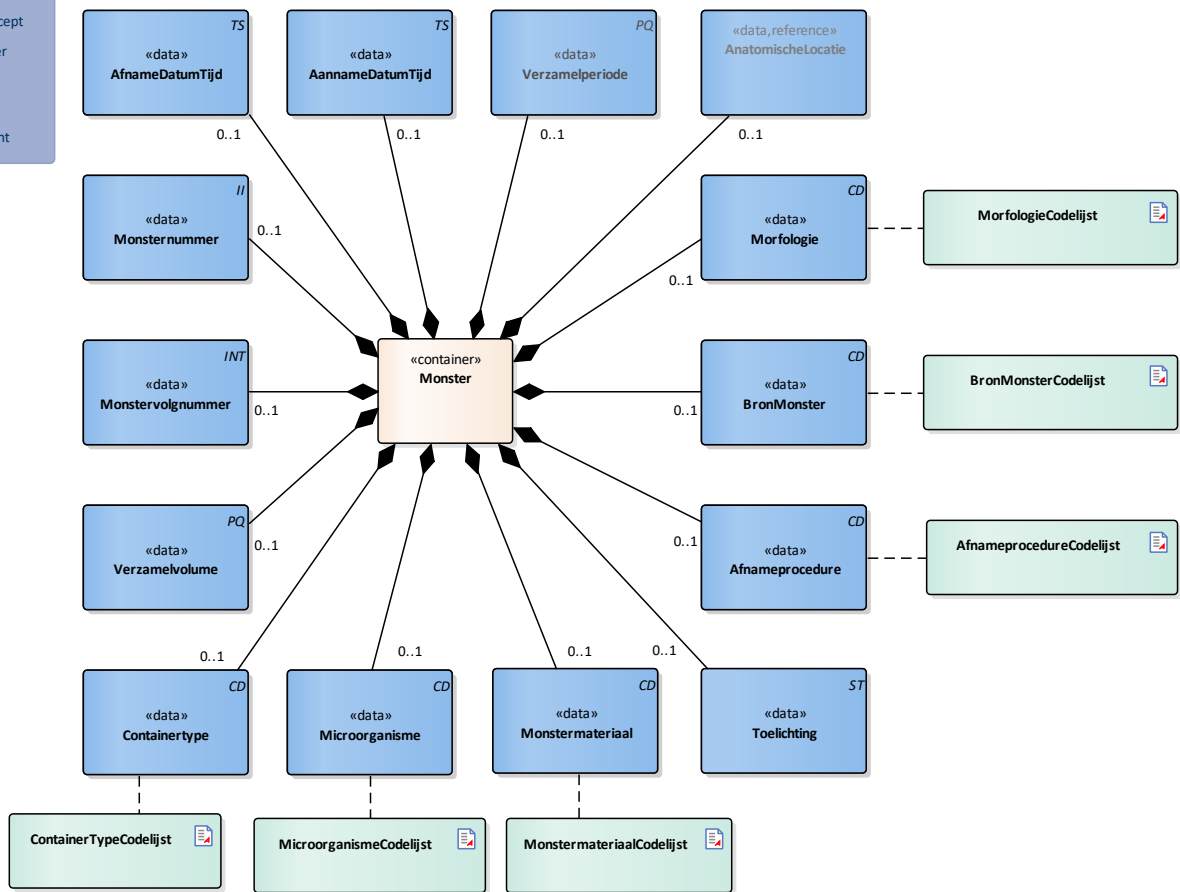 cept
er
nt
TS
«data»
AfnameDatumTijd
TS
«data»
AannameDatumTijd
PQ
«data»
Verzamelperiode
«data,reference»
AnatomischeLocatie
0..1
0..1
0..1
0..1
II
«data»
Monsternummer
0..1
CD
«data»
Morfologie
0..1
MorfologieCodelijst
INT
«data»
Monstervolgnummer
0..1
«container»
Monster
CD
«data»
BronMonster
0..1
BronMonsterCodelijst
PQ
«data»
Verzamelvolume
0..1
CD
«data»
Afnameprocedure
0..1
AfnameprocedureCodelijst
0..1
0..1
0..1
0..1
CD
«data»
Containertype
CD
«data»
Microorganisme
CD
«data»
Monstermateriaal
ST
«data»
Toelichting
ContainerTypeCodelijst
MicroorganismeCodelijst
MonstermateriaalCodelijst